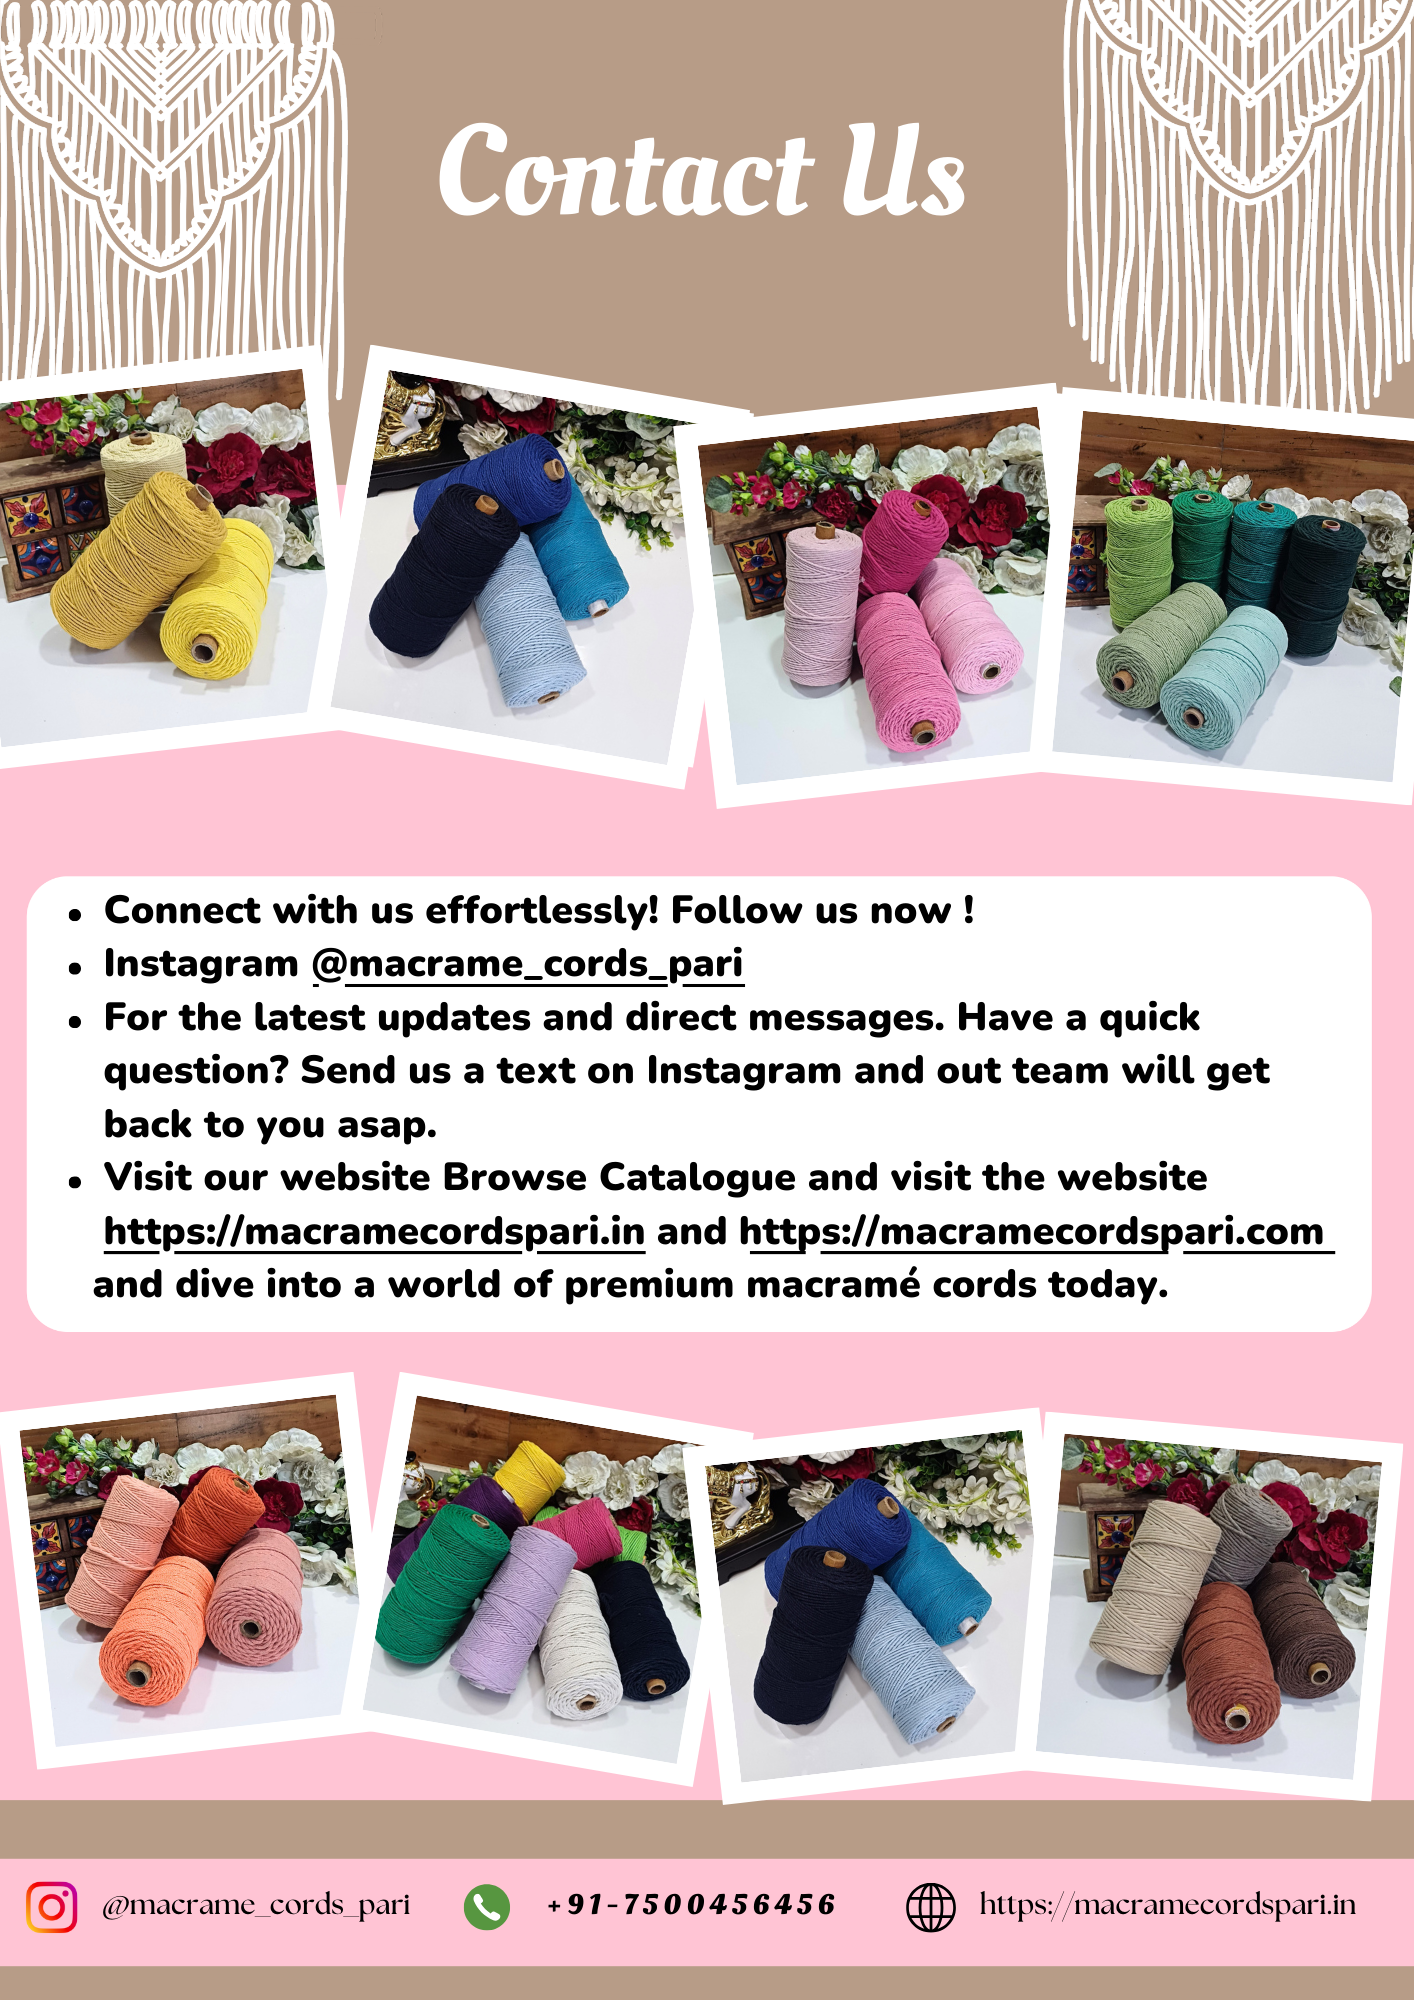 Contact Us
• Connect with us effortlessly! Follow us now !
• Instagram @macrame_cords_pari
• For the latest updates and direct messages. Have a quick
question? Send us a text on Instagram and out team will get
back to you asap.
• Visit our website Browse Catalogue and visit the website
https://macramecordspari.in and https://macramecordspari.com
and dive into a world of premium macramé cords today.
@macrame_cords_pari +91-7500456456 https://macramecordspari.in